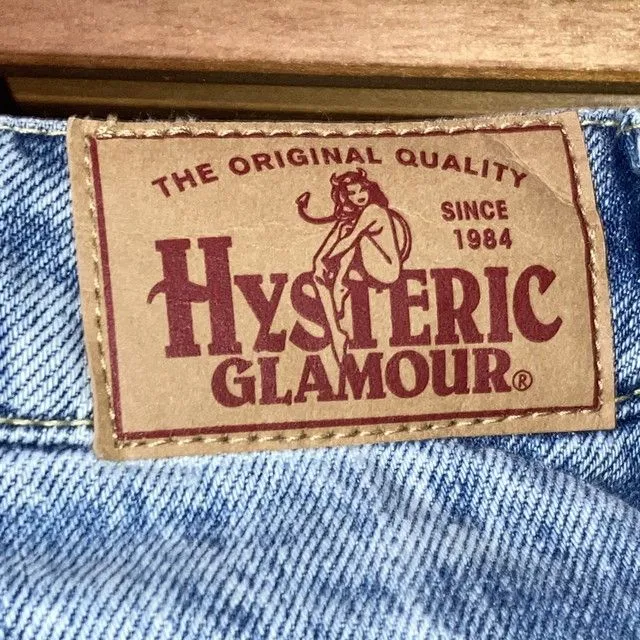 THE ORIGINAL QUALITY
SINCE
1984
HYSTERIC
GLAMOUR®